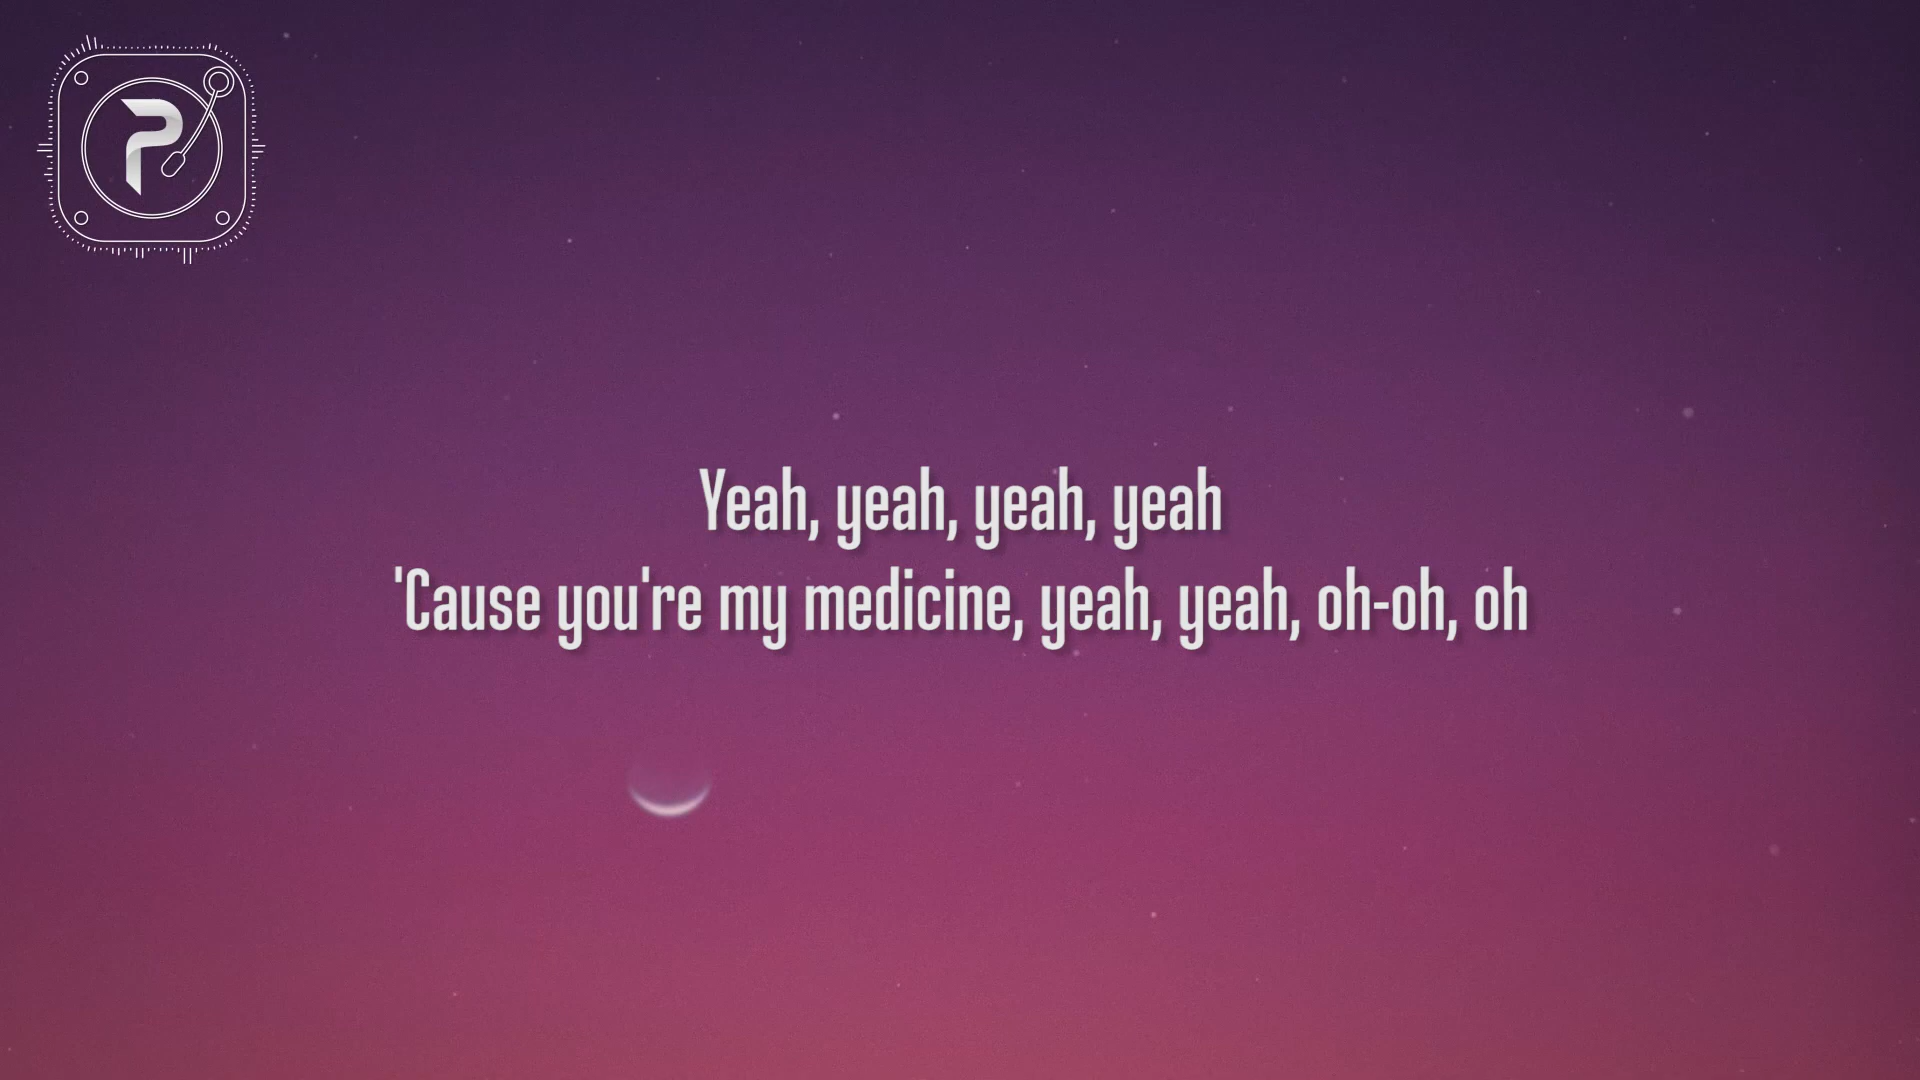 P
Yeah, yeah, yeah, yeah
'Cause you're my medicine, yeah, yeah, oh-oh, oh